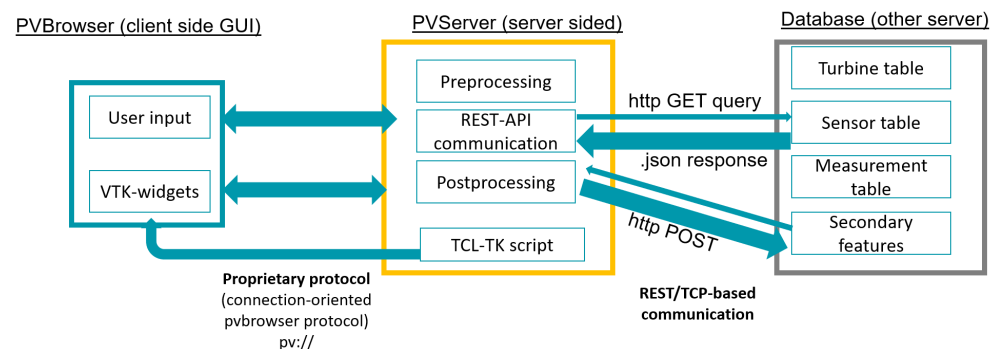 PVBrowser (client side GUI)
PVServer (server sided)
Database (other server)
User input
VTK-widgets
Preprocessing
REST-API
communication
Postprocessing
TCL-TK script
http GET query
.json response
http POST
Turbine table
Sensor table
Measurement
table
Secondary
features
Proprietary protocol
(connection-oriented
pvbrowser protocol)
pv://
REST/TCP-based
communication